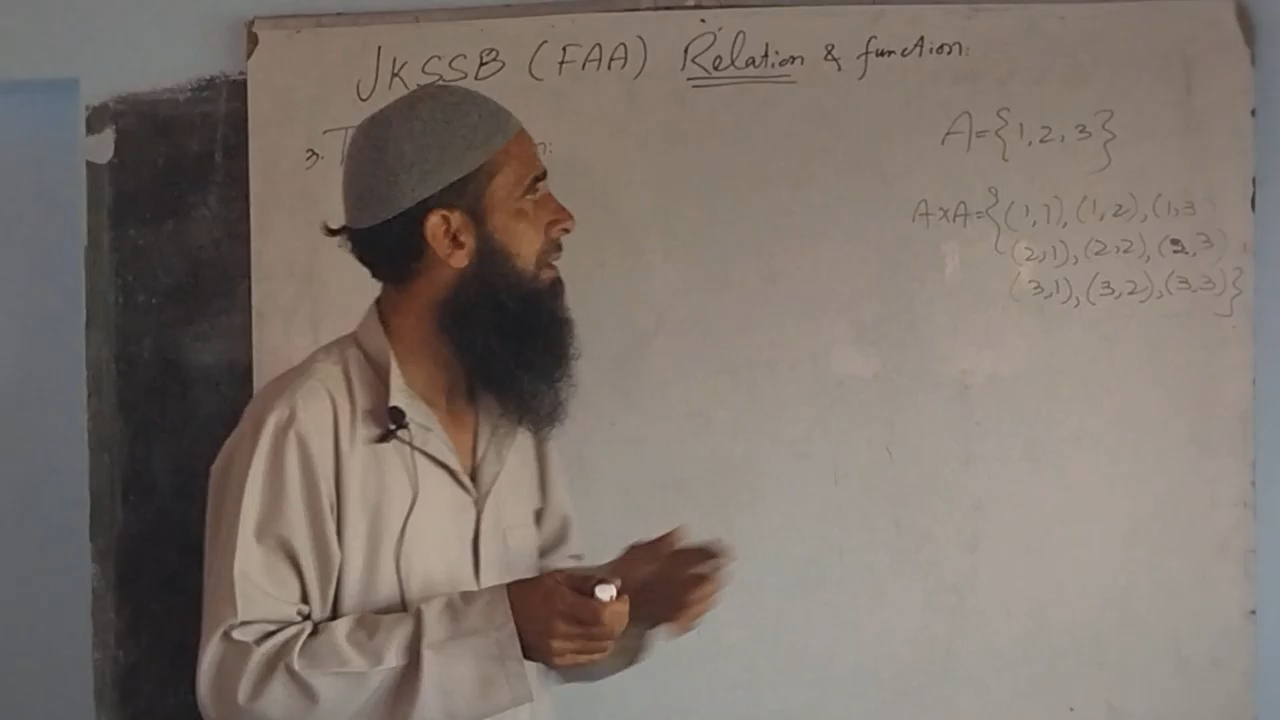 JKSSB (FAA) Relation & function:
3. T
A={1,2,3}
A×A={(1,1),(1,2),(1,3
(2,1),(2,2),(2,3)
(3,1),(3,2),(3,3)}